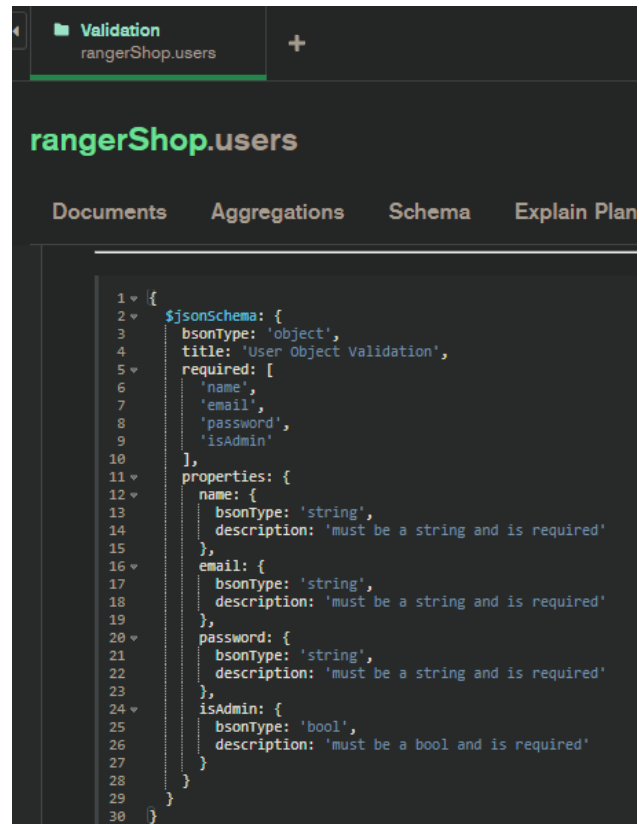 Validation
rangerShop.users
+
rangerShop.users
Documents Aggregations Schema Explain Plan
1 {
2 $jsonSchema: {
3 bsonType: 'object',
4 title: 'User Object Validation',
5 required: [
6 'name',
7 'email',
8 'password',
9 'isAdmin'
10 ],
11 properties: {
12 name: {
13 bsonType: 'string',
14 description: 'must be a string and is required'
15 },
16 email: {
17 bsonType: 'string',
18 description: 'must be a string and is required'
19 },
20 password: {
21 bsonType: 'string',
22 description: 'must be a string and is required'
23 },
24 isAdmin: {
25 bsonType: 'bool',
26 description: 'must be a bool and is required'
27 }
28 }
29 }
30 }